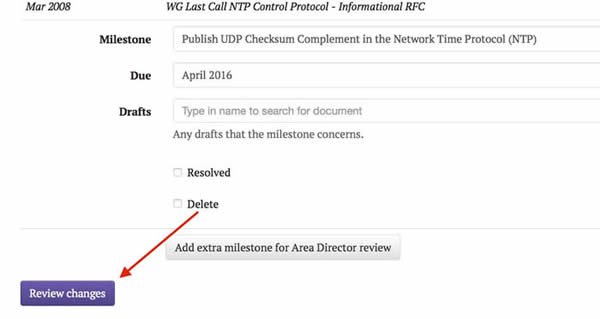 Mar 2008 WG Last Call NTP Control Protocol - Informational RFC
Milestone Publish UDP Checksum Complement in the Network Time Protocol (NTP)
Due April 2016
Drafts Type in name to search for document
Any drafts that the milestone concerns.
Resolved
Delete
Add extra milestone for Area Director review
Review changes